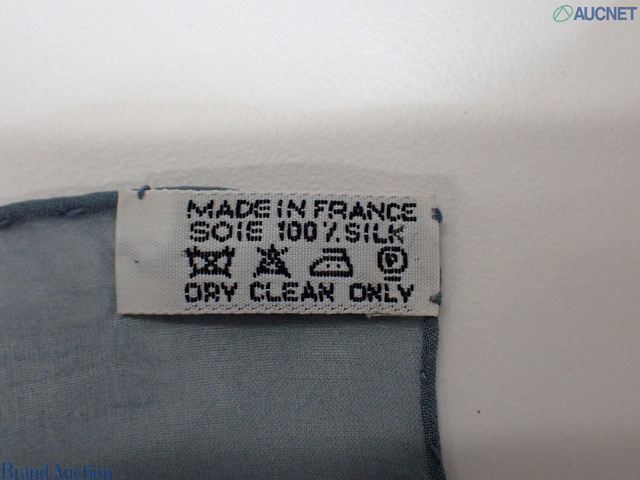 AUCNET
MADE IN FRANCE
SOIE 100% SILK
P
DRY CLEAN ONLY
Brand Auction